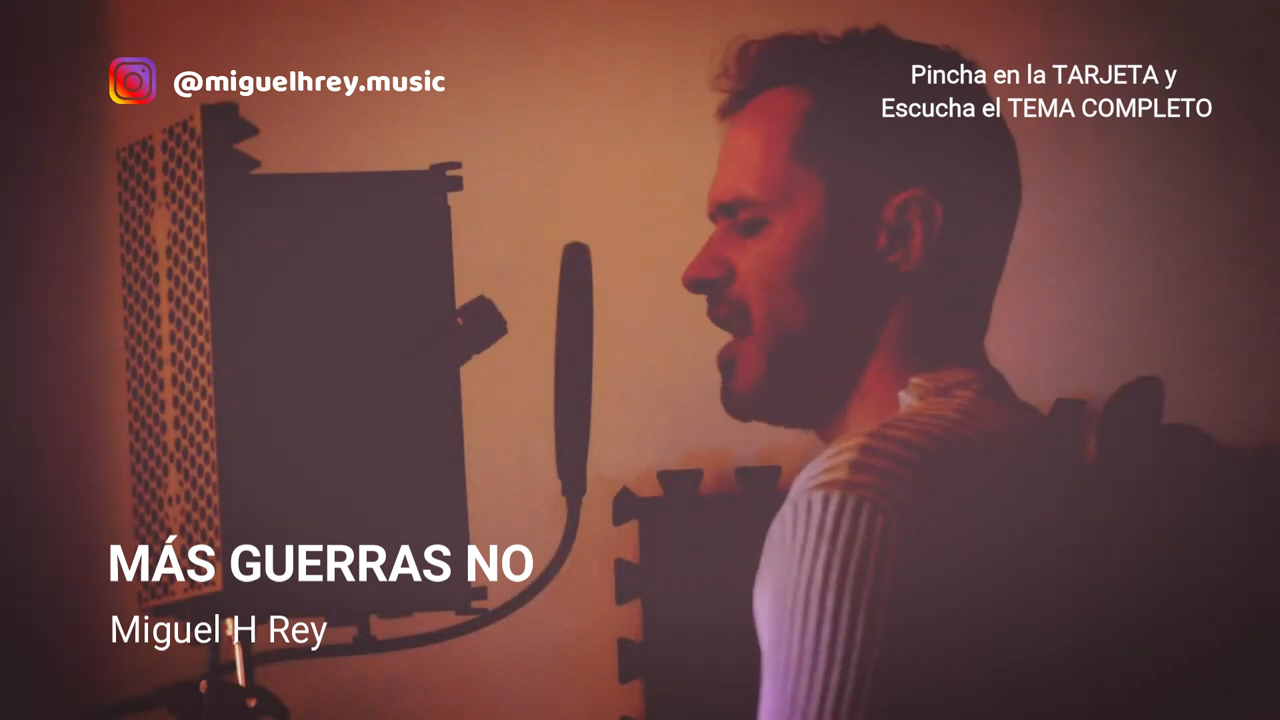 @miguelhrey.music
Pincha en la TARJETA y
Escucha el TEMA COMPLETO
MÁS GUERRAS NO
Miguel H Rey